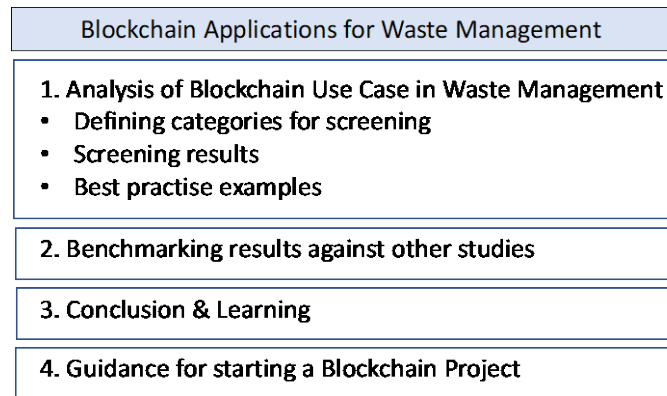 Blockchain Applications for Waste Management
1. Analysis of Blockchain Use Case in Waste Management
• Defining categories for screening
• Screening results
• Best practise examples
2. Benchmarking results against other studies
3. Conclusion & Learning
4. Guidance for starting a Blockchain Project